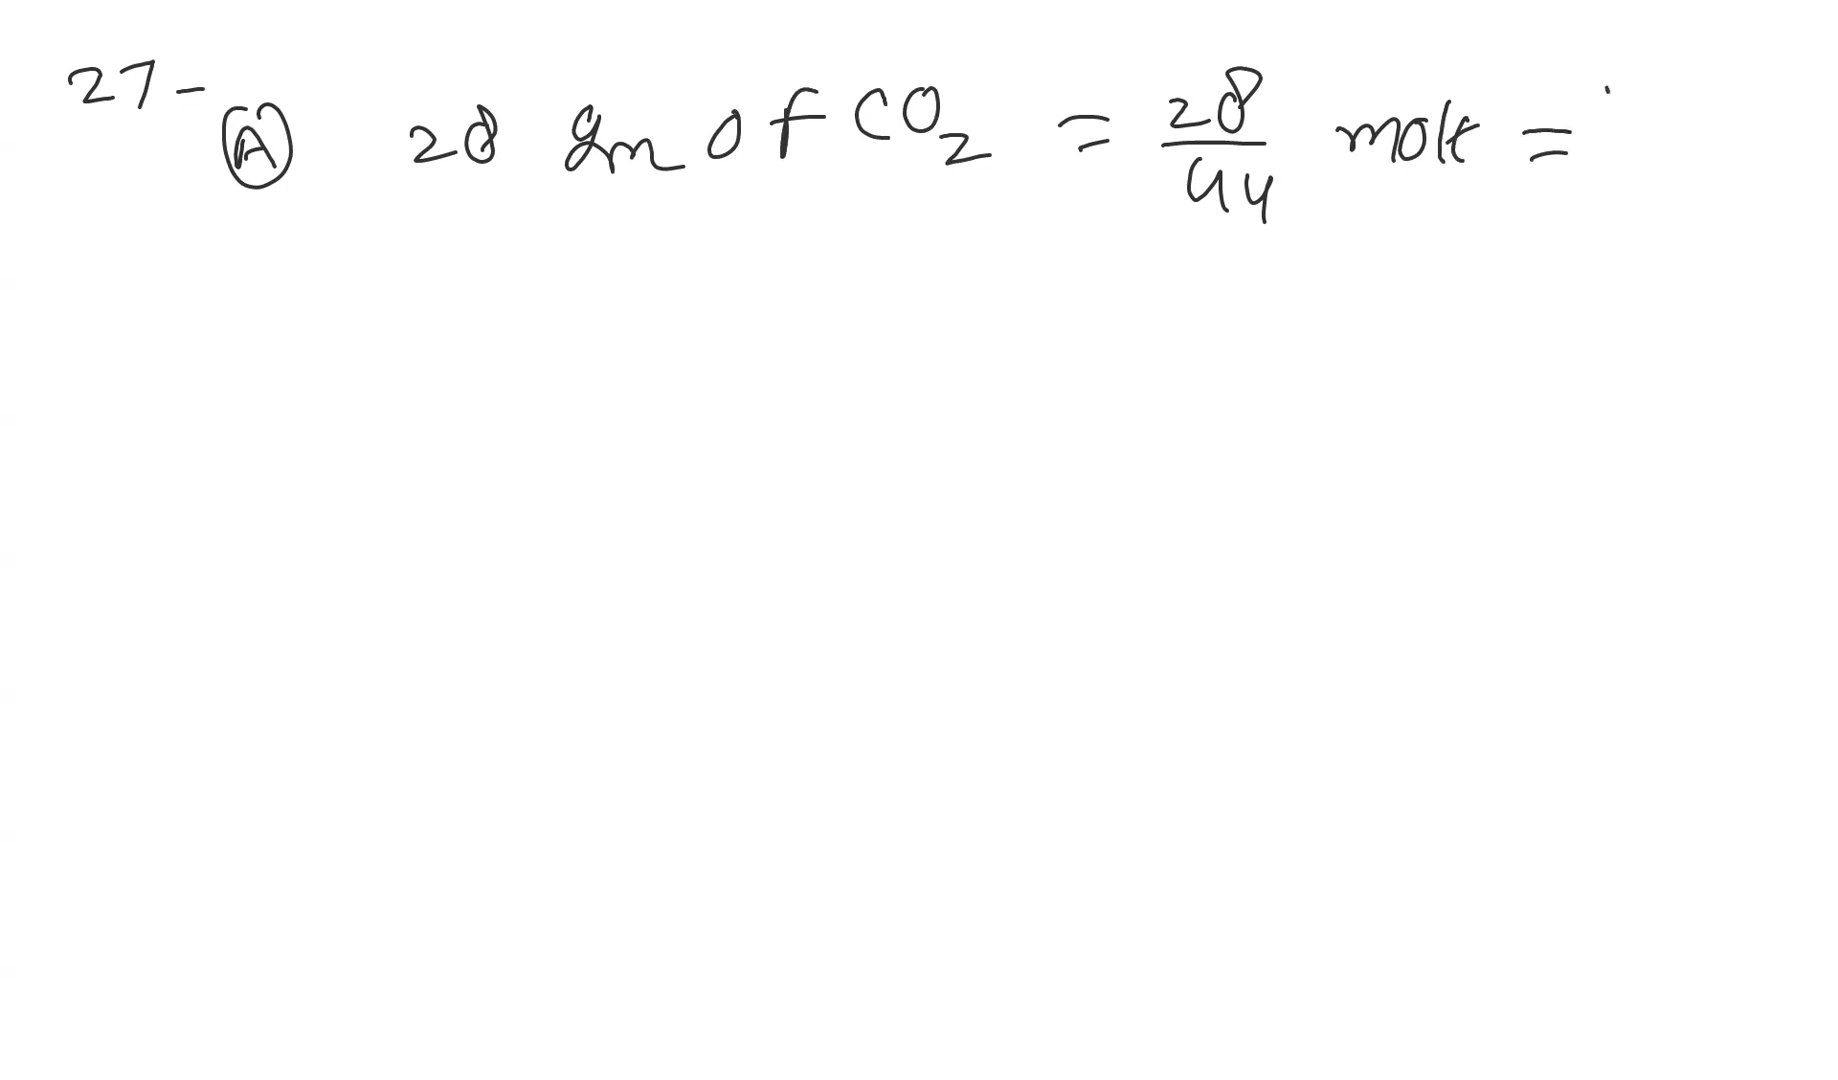 27- (A) 28 gm of CO₂ = 28/44 mole =